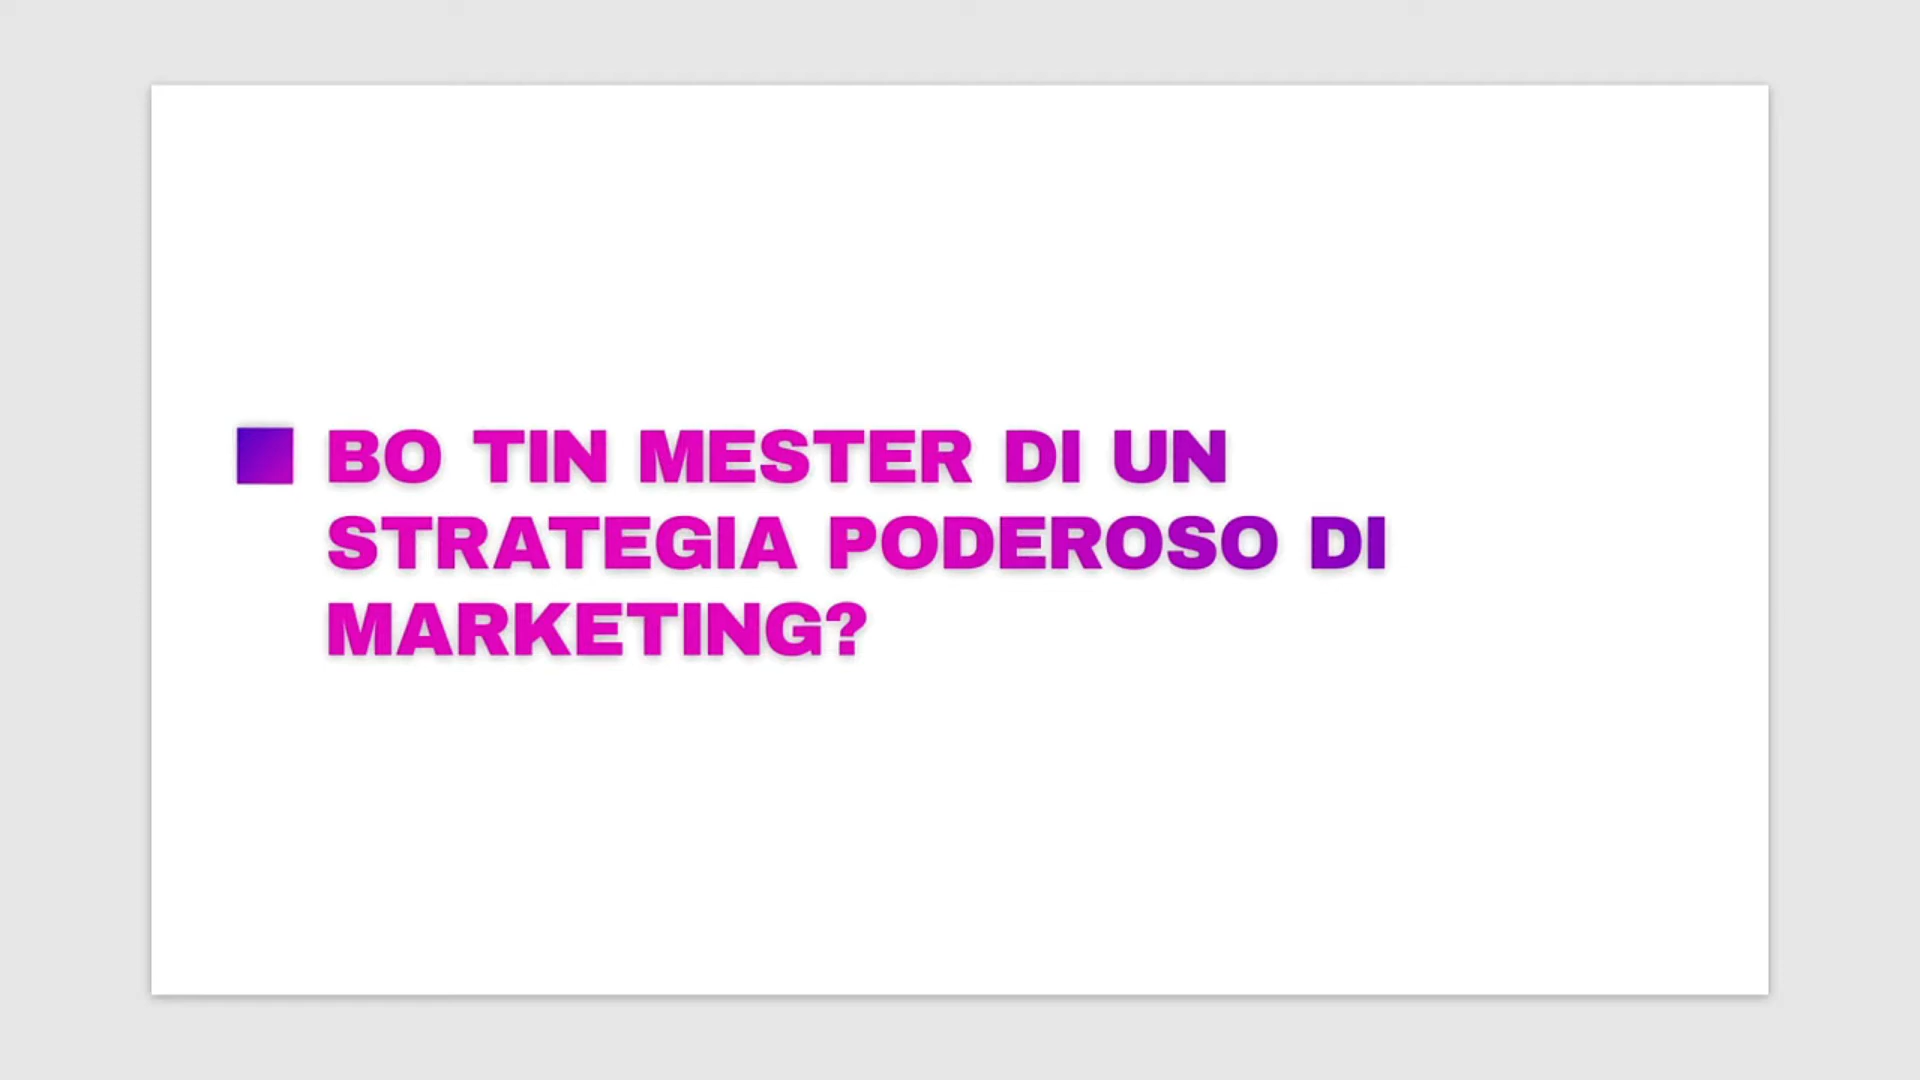 BO TIN MESTER DI UN
STRATEGIA PODEROSO DI
MARKETING?